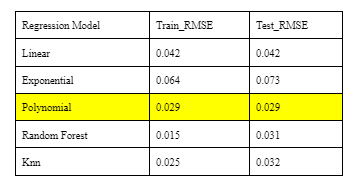 Regression Model Train_RMSE Test_RMSE
Linear 0.042 0.042
Exponential 0.064 0.073
Polynomial 0.029 0.029
Random Forest 0.015 0.031
Knn 0.025 0.032